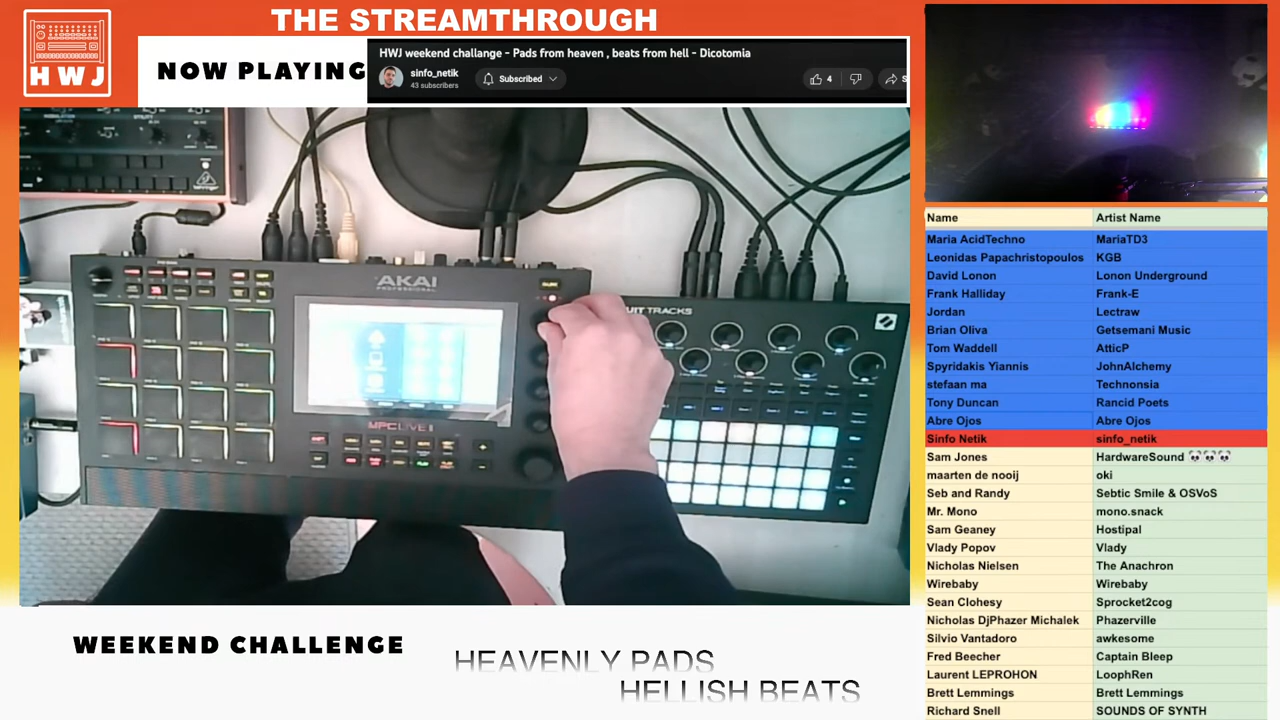 THE STREAMTHROUGH
HWJ
NOW PLAYING
HWJ weekend challange - Pads from heaven , beats from hell - Dicotomia
sinfo_netik
43 subscribers
Subscribed
4
S
behringer
AKAI
PROFESSIONAL
UIT TRACKS
MPC LIVE II
WEEKEND CHALLENGE
HEAVENLY PADS
HELLISH BEATS
Name Artist Name
Maria AcidTechno MariaTD3
Leonidas Papachristopoulos KGB
David Lonon Lonon Underground
Frank Halliday Frank-E
Jordan Lectraw
Brian Oliva Getsemani Music
Tom Waddell AtticP
Spyridakis Yiannis JohnAlchemy
stefaan ma Technonsia
Tony Duncan Rancid Poets
Abre Ojos Abre Ojos
Sinfo Netik sinfo_netik
Sam Jones HardwareSound 🐼🐼🐼
maarten de nooij oki
Seb and Randy Sebtic Smile & OSVoS
Mr. Mono mono.snack
Sam Geaney Hostipal
Vlady Popov Vlady
Nicholas Nielsen The Anachron
Wirebaby Wirebaby
Sean Clohesy Sprocket2cog
Nicholas DjPhazer Michalek Phazerville
Silvio Vantadoro awkesome
Fred Beecher Captain Bleep
Laurent LEPROHON LoophRen
Brett Lemmings Brett Lemmings
Richard Snell SOUNDS OF SYNTH